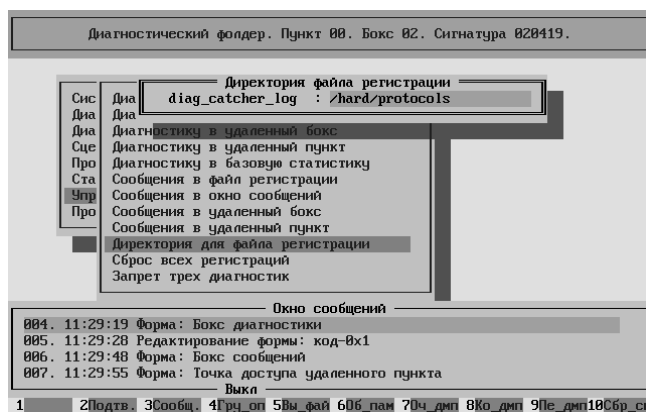 Диагностический фолдер. Пункт 00. Бокс 02. Сигнатура 020419.
Директория файла регистрации
diag_catcher_log : /hard/protocols
Сис Диа
Диа Диа
Диа Диагностику в удаленный бокс
Сце Диагностику в удаленный пункт
Про Диагностику в базовую статистику
Ста Сообщения в файл регистрации
Упр Сообщения в окно сообщений
Про Сообщения в удаленный бокс
Сообщения в удаленный пункт
Директория для файла регистрации
Сброс всех регистраций
Запрет трех диагностик
Окно сообщений
004. 11:29:19 Форма: Бокс диагностики
005. 11:29:28 Редактирование формы: код-0x1
006. 11:29:48 Форма: Бокс сообщений
007. 11:29:55 Форма: Точка доступа удаленного пункта
Выкл
1 2Подтв. 3Сообщ. 4Гру_оп 5Вы_фай 6Об_пам 7Оч_дмп 8Ко_дмп 9Пе_дмп 10Сбр_сч